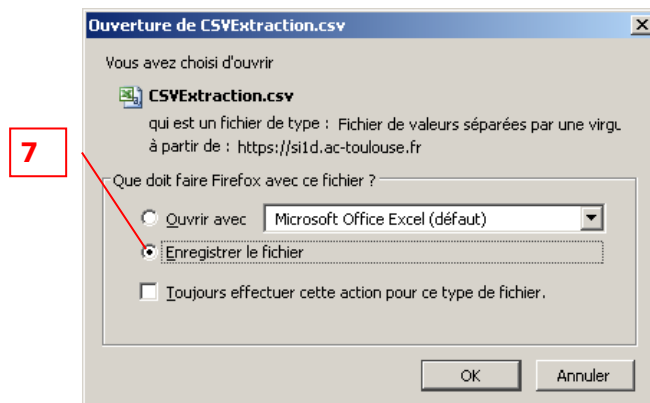 Ouverture de CSVExtraction.csv
Vous avez choisi d'ouvrir
CSVExtraction.csv
qui est un fichier de type : Fichier de valeurs séparées par une virgu
à partir de : https://si1d.ac-toulouse.fr
7
Que doit faire Firefox avec ce fichier ?
Ouvrir avec Microsoft Office Excel (défaut)
Enregistrer le fichier
Toujours effectuer cette action pour ce type de fichier.
OK Annuler